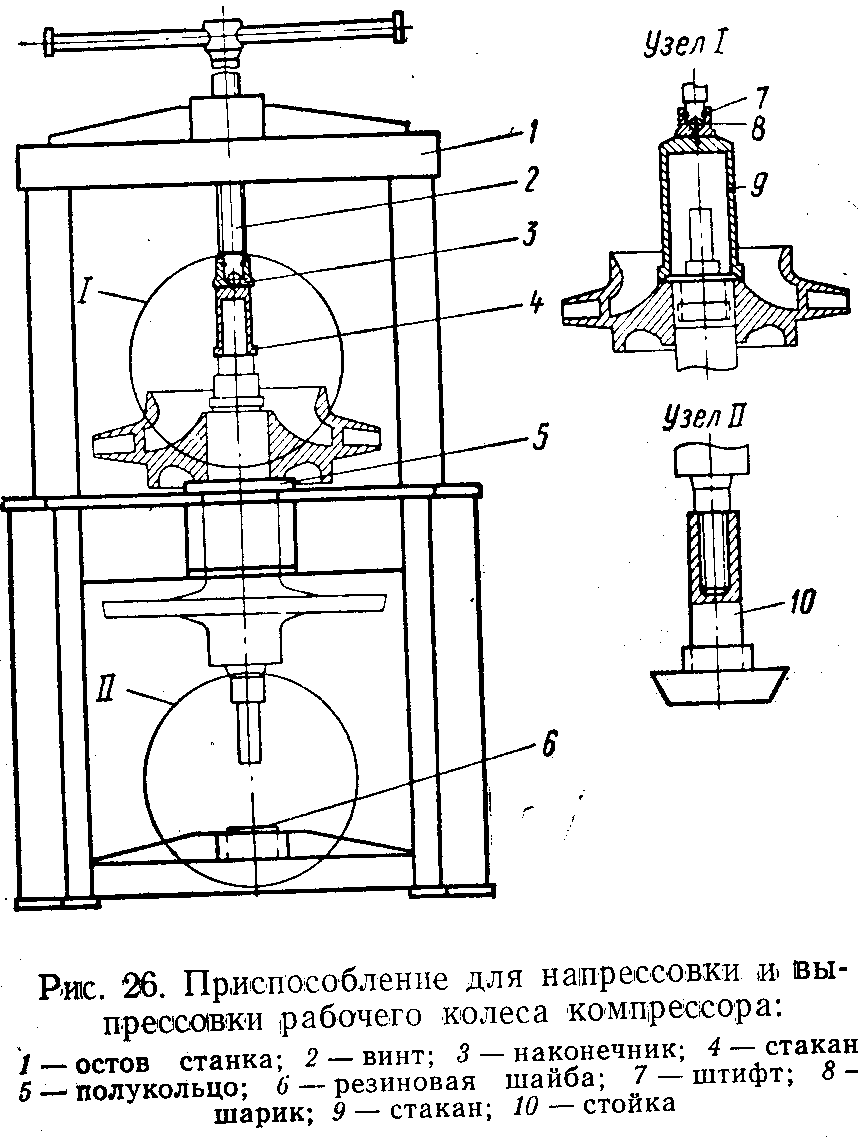 Узел I
1
7
8
2
9
3
I
4
Узел II
5
10
II
6
Рис. 26. Приспособление для напрессовки и вы-
прессовки рабочего колеса компрессора:
1 — остов станка; 2 — винт; 3 — наконечник; 4 — стакан
5 — полукольцо; 6 — резиновая шайба; 7 — штифт; 8 -
шарик; 9 — стакан; 10 — стойка